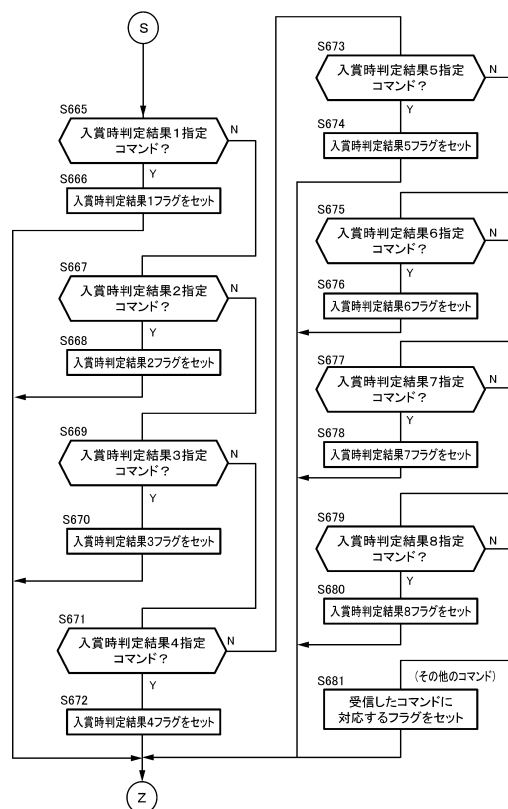 S
S665
入賞時判定結果1指定
コマンド?
N
Y
S666
入賞時判定結果1フラグをセット
S667
入賞時判定結果2指定
コマンド?
N
Y
S668
入賞時判定結果2フラグをセット
S669
入賞時判定結果3指定
コマンド?
N
Y
S670
入賞時判定結果3フラグをセット
S671
入賞時判定結果4指定
コマンド?
N
Y
S672
入賞時判定結果4フラグをセット
Z
S673
入賞時判定結果5指定
コマンド?
N
Y
S674
入賞時判定結果5フラグをセット
S675
入賞時判定結果6指定
コマンド?
N
Y
S676
入賞時判定結果6フラグをセット
S677
入賞時判定結果7指定
コマンド?
N
Y
S678
入賞時判定結果7フラグをセット
S679
入賞時判定結果8指定
コマンド?
N
Y
S680
入賞時判定結果8フラグをセット
(その他のコマンド)
S681
受信したコマンドに
対応するフラグをセット